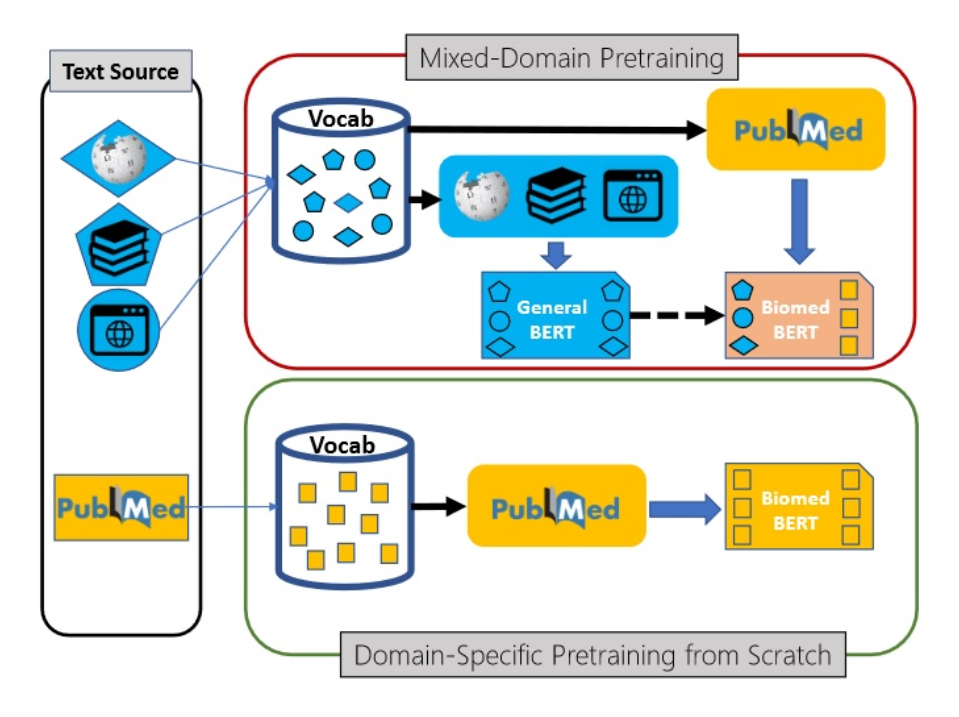 Text Source
Mixed-Domain Pretraining
Vocab
PubMed
General
BERT
Biomed
BERT
PubMed
Vocab
PubMed
Biomed
BERT
Domain-Specific Pretraining from Scratch